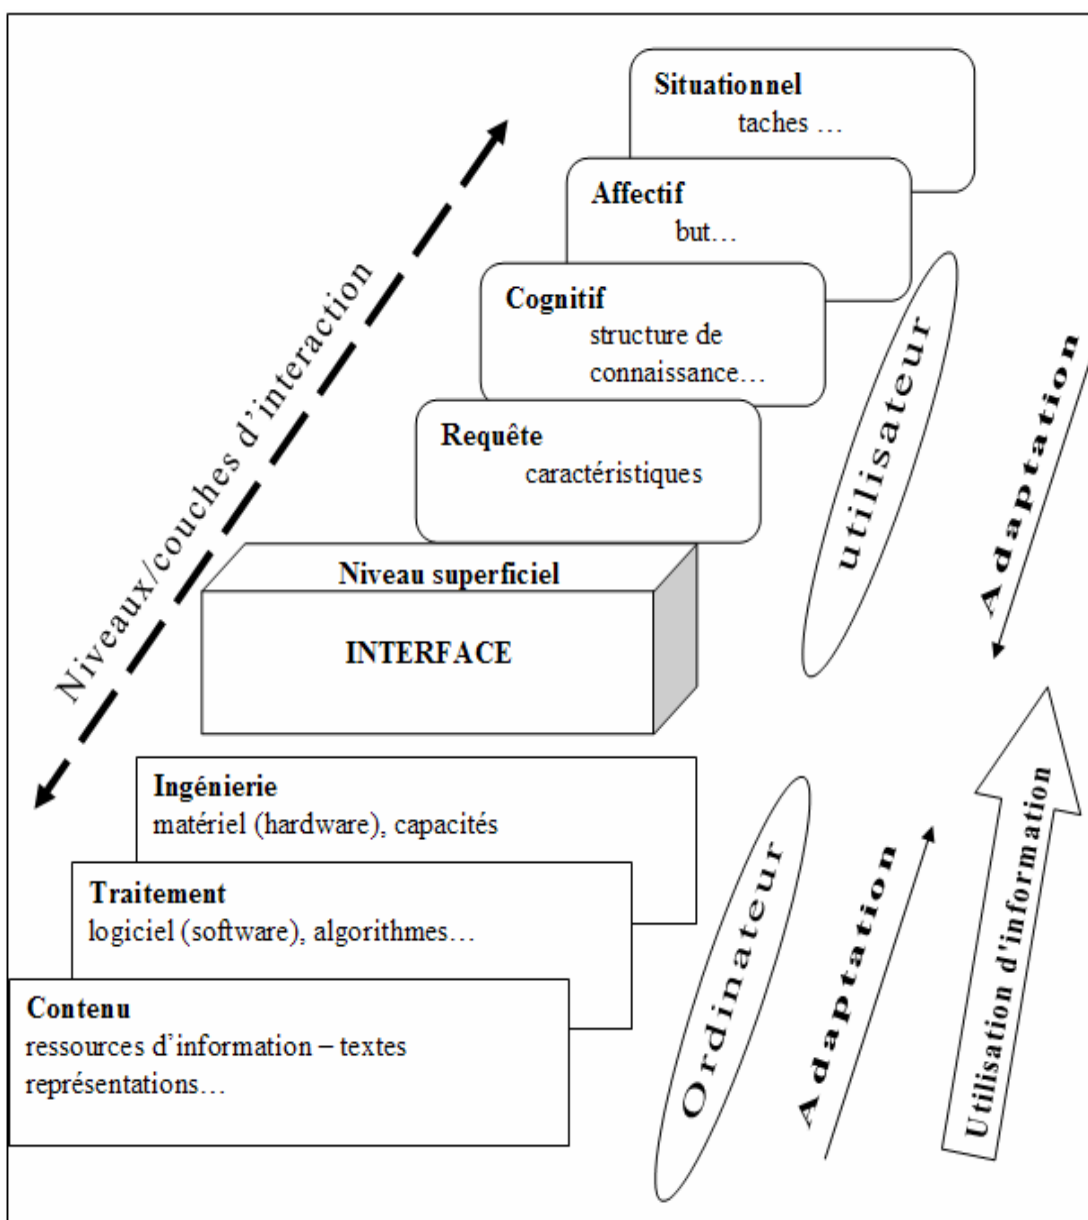 Situationnel
taches …
Affectif
but…
Cognitif
structure de
connaissance…
Requête
caractéristiques
Niveau superficiel
INTERFACE
Ingénierie
matériel (hardware), capacités
Traitement
logiciel (software), algorithmes…
Contenu
ressources d’information – textes
représentations…
Niveaux/couches d’interaction
utilisateur
Adaptation
Ordinateur
Adaptation
Utilisation d'information